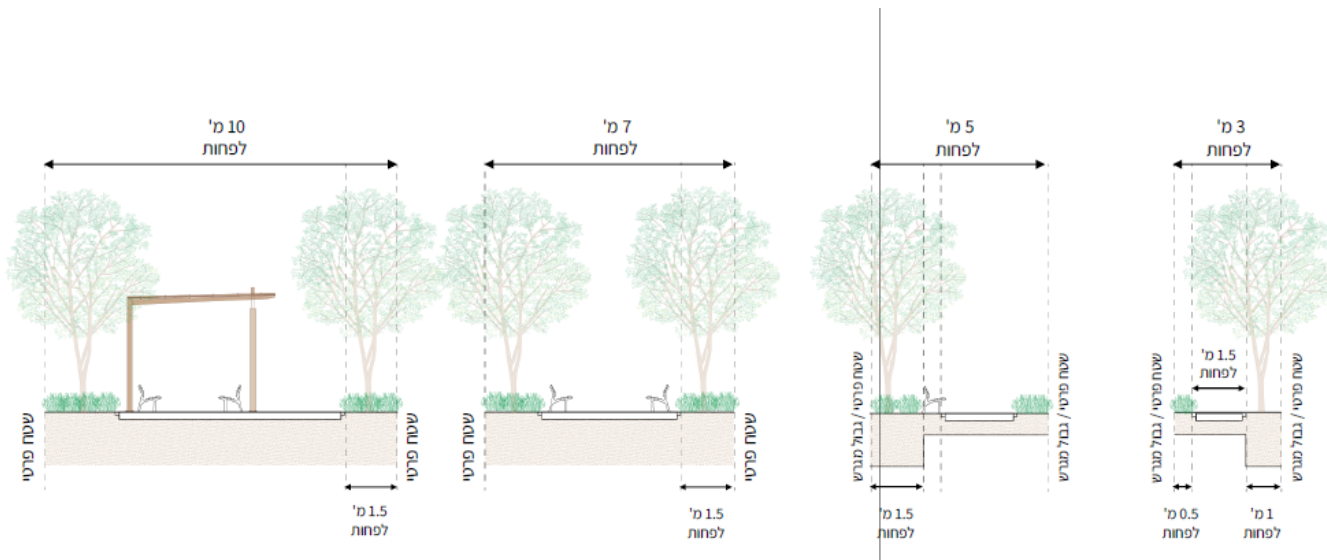 10 מ'
לפחות
7 מ'
לפחות
5 מ'
לפחות
3 מ'
לפחות
1.5 מ'
לפחות
שטח פרטי
שטח פרטי
שטח פרטי
שטח פרטי
שטח פרטי / גבול מגרש
שטח פרטי / גבול מגרש
שטח פרטי / גבול מגרש
שטח פרטי / גבול מגרש
1.5 מ'
לפחות
1.5 מ'
לפחות
1.5 מ'
לפחות
0.5 מ'
לפחות
1 מ'
לפחות